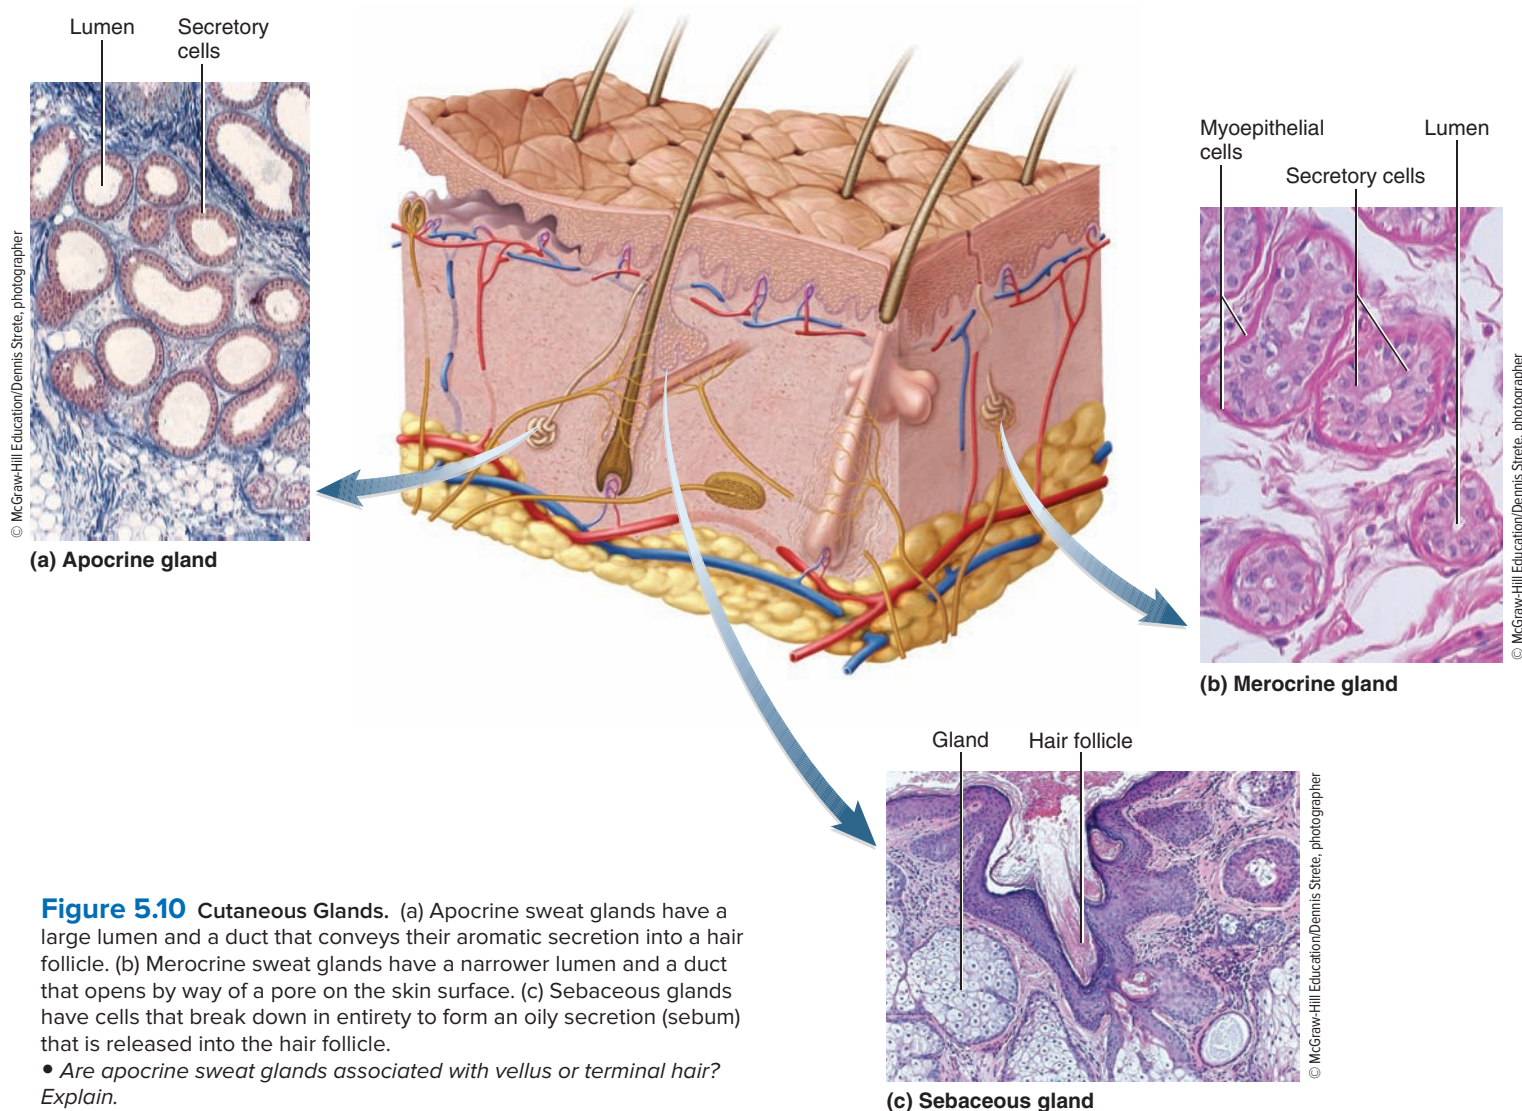 Lumen
Secretory
cells
© McGraw-Hill Education/Dennis Strete, photographer
(a) Apocrine gland
Myoepithelial
cells
Lumen
Secretory cells
© McGraw-Hill Education/Dennis Strete, photographer
(b) Merocrine gland
Gland
Hair follicle
© McGraw-Hill Education/Dennis Strete, photographer
(c) Sebaceous gland
Figure 5.10 Cutaneous Glands. (a) Apocrine sweat glands have a
large lumen and a duct that conveys their aromatic secretion into a hair
follicle. (b) Merocrine sweat glands have a narrower lumen and a duct
that opens by way of a pore on the skin surface. (c) Sebaceous glands
have cells that break down in entirety to form an oily secretion (sebum)
that is released into the hair follicle.
• Are apocrine sweat glands associated with vellus or terminal hair?
Explain.